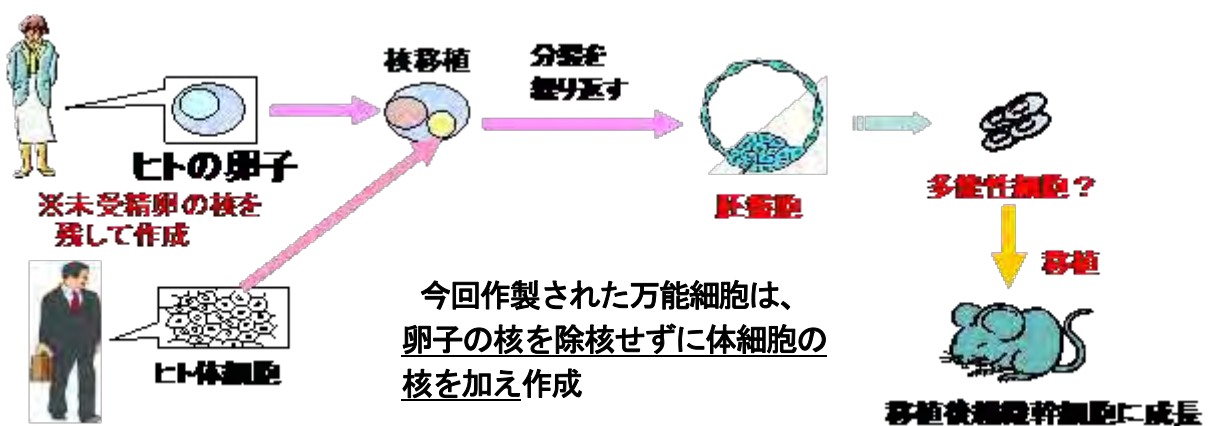 核移植
分裂を
繰り返す
ヒトの卵子
※未受精卵の核を
残して作成
胚盤胞
多能性細胞？
移植
ヒト体細胞
今回作製された万能細胞は、
卵子の核を除核せずに体細胞の
核を加え作成
移植後組織幹細胞に成長